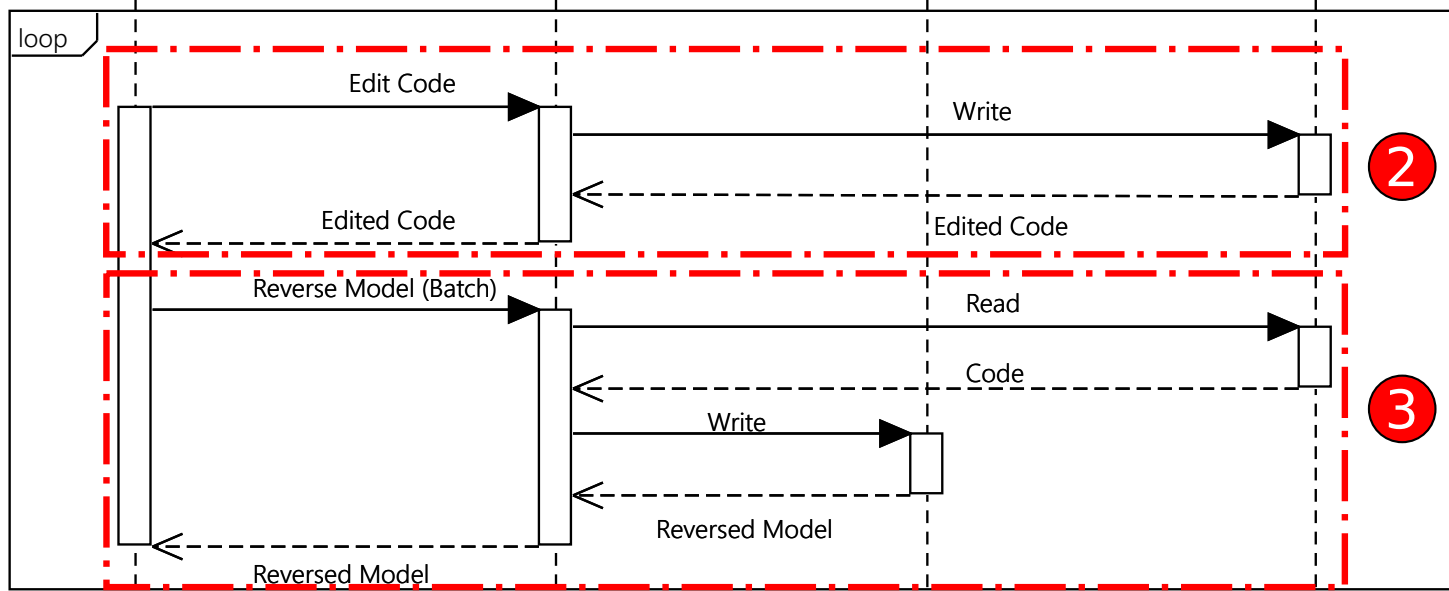 loop
Edit Code
Write
2
Edited Code
Edited Code
Reverse Model (Batch)
Read
Code
3
Write
Reversed Model
Reversed Model